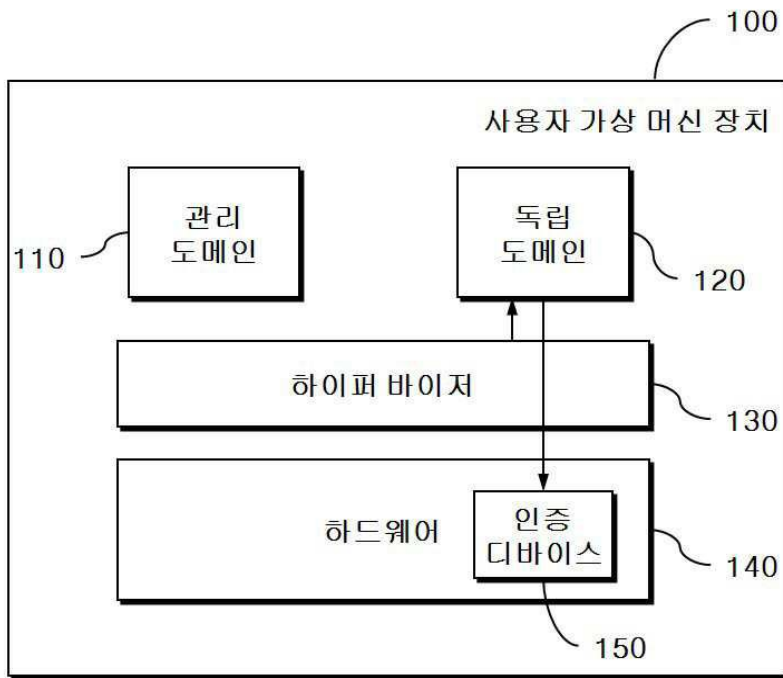 100
사용자 가상 머신 장치
관리
도메인
110
독립
도메인
120
하이퍼 바이저
130
하드웨어
인증
디바이스
140
150